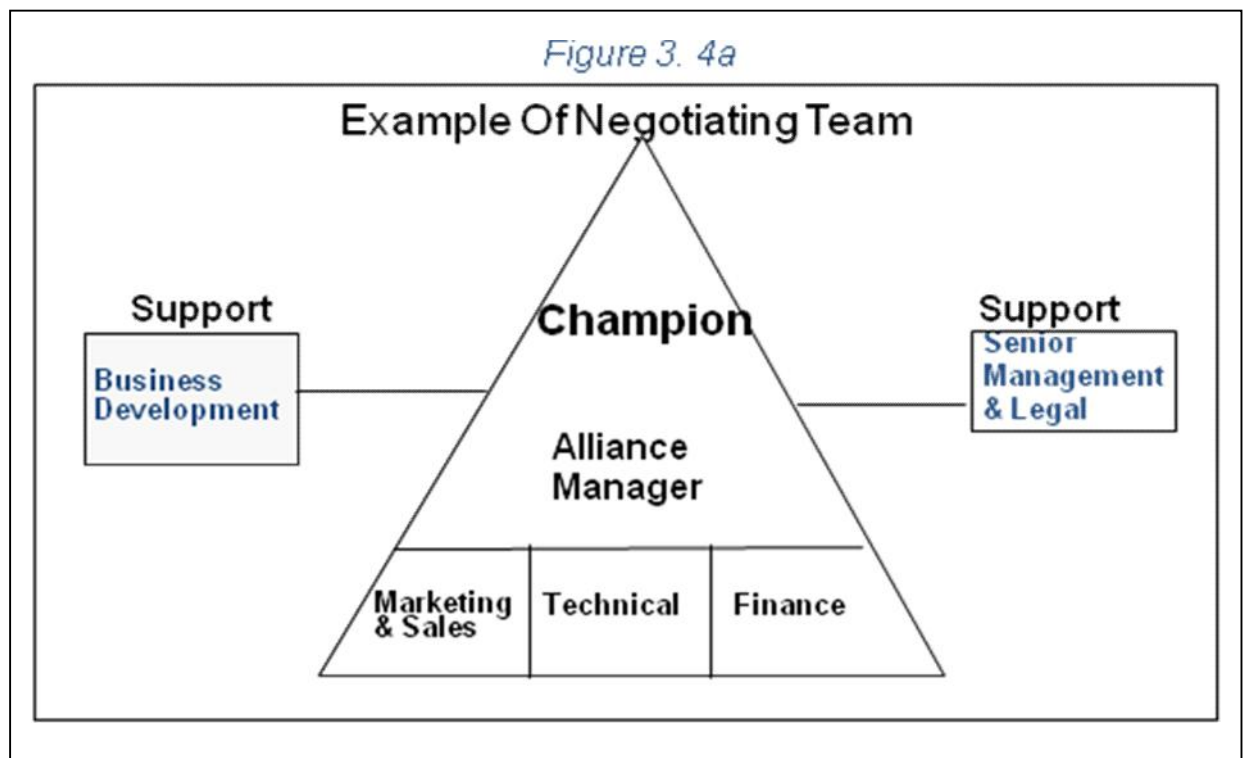 Figure 3. 4a
Example Of Negotiating Team
Support
Business
Development
Champion
Alliance
Manager
Support
Senior
Management
& Legal
Marketing
& Sales
Technical
Finance